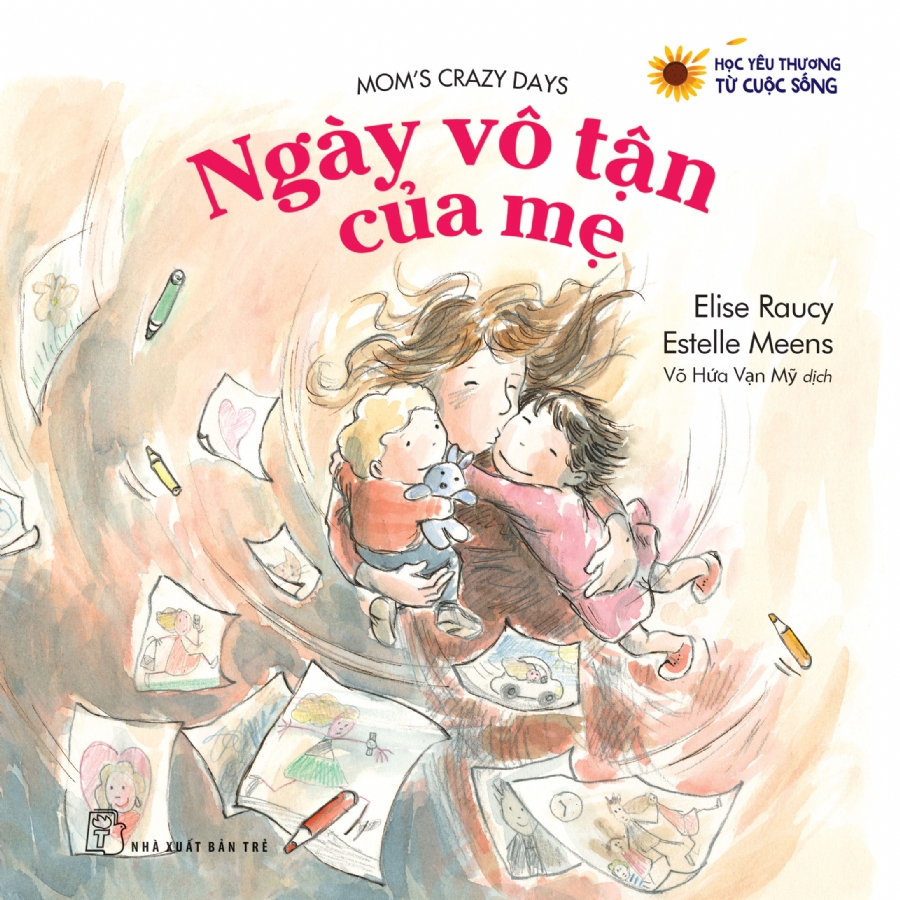 HỌC YÊU THƯƠNG
TỪ CUỘC SỐNG
MOM'S CRAZY DAYS
Ngày vô tận
của mẹ
Elise Raucy
Estelle Meens
Võ Hứa Vạn Mỹ dịch
NHÀ XUẤT BẢN TRẺ